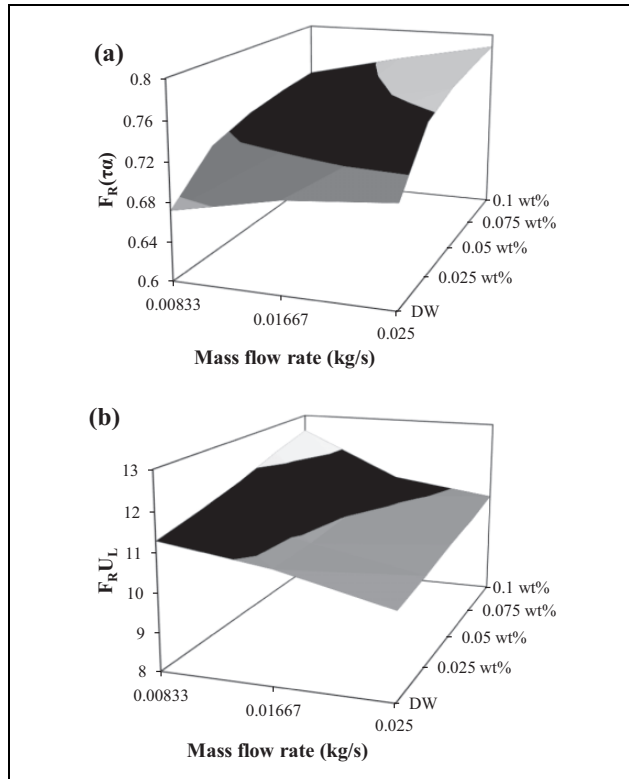 (a)
0.8
0.76
0.72
0.68
0.64
0.6
F_R(τα)
0.00833
0.01667
0.025
Mass flow rate (kg/s)
DW
0.025 wt%
0.05 wt%
0.075 wt%
0.1 wt%
(b)
13
12
11
10
9
8
F_RU_L
0.00833
0.01667
0.025
Mass flow rate (kg/s)
DW
0.025 wt%
0.05 wt%
0.075 wt%
0.1 wt%